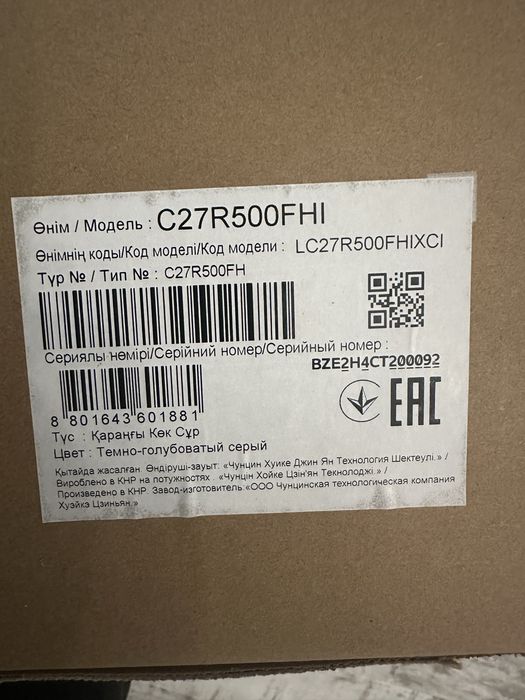 Өнім / Модель : C27R500FHI
Өнімнің коды/Код моделі/Код модели : LC27R500FHIXCI
Түр № / Тип № : C27R500FH
Сериялы нөмірі/Серійний номер/Серийный номер :
BZE2H4CT200092
8 801643 601881
EAC
Түс : Қараңғы Көк Сұр
Цвет : Темно-голубоватый серый
Қытайда жасалған Өндіруші-зауыт: «Чунцин Хуике Джин Ян Технология Шектеулі.» /
Вироблено в КНР на потужностях . «Чунцін Хойке Цзін'ян Текнолоджі.» /
Произведено в КНР. Завод-изготовитель:«ООО Чунцинская технологическая компания
Хуэйкэ Цзиньян.»